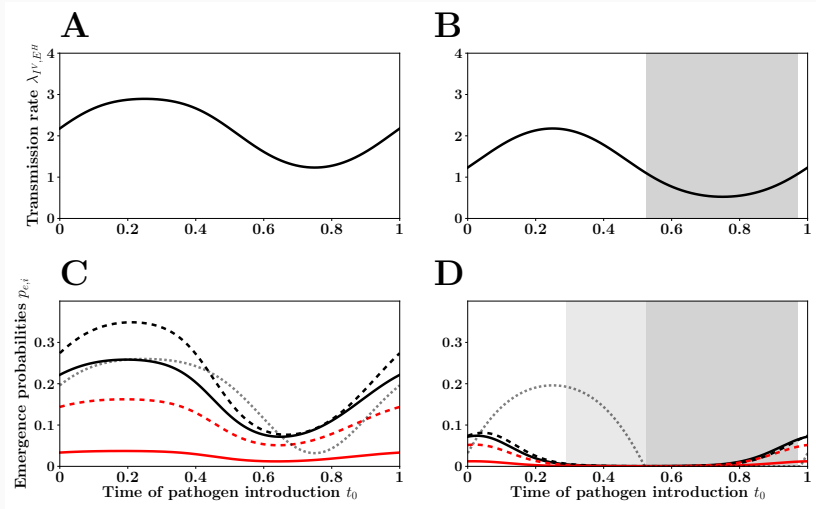 A
B
Transmission rate λ_{I^V,E^H}
4
3
2
1
0
0 0.2 0.4 0.6 0.8 1
4
3
2
1
0
0 0.2 0.4 0.6 0.8 1
C
D
Emergence probabilities p_{e,i}
0.3
0.2
0.1
0
0 0.2 0.4 0.6 0.8 1
Time of pathogen introduction t_0
0.3
0.2
0.1
0
0 0.2 0.4 0.6 0.8 1
Time of pathogen introduction t_0